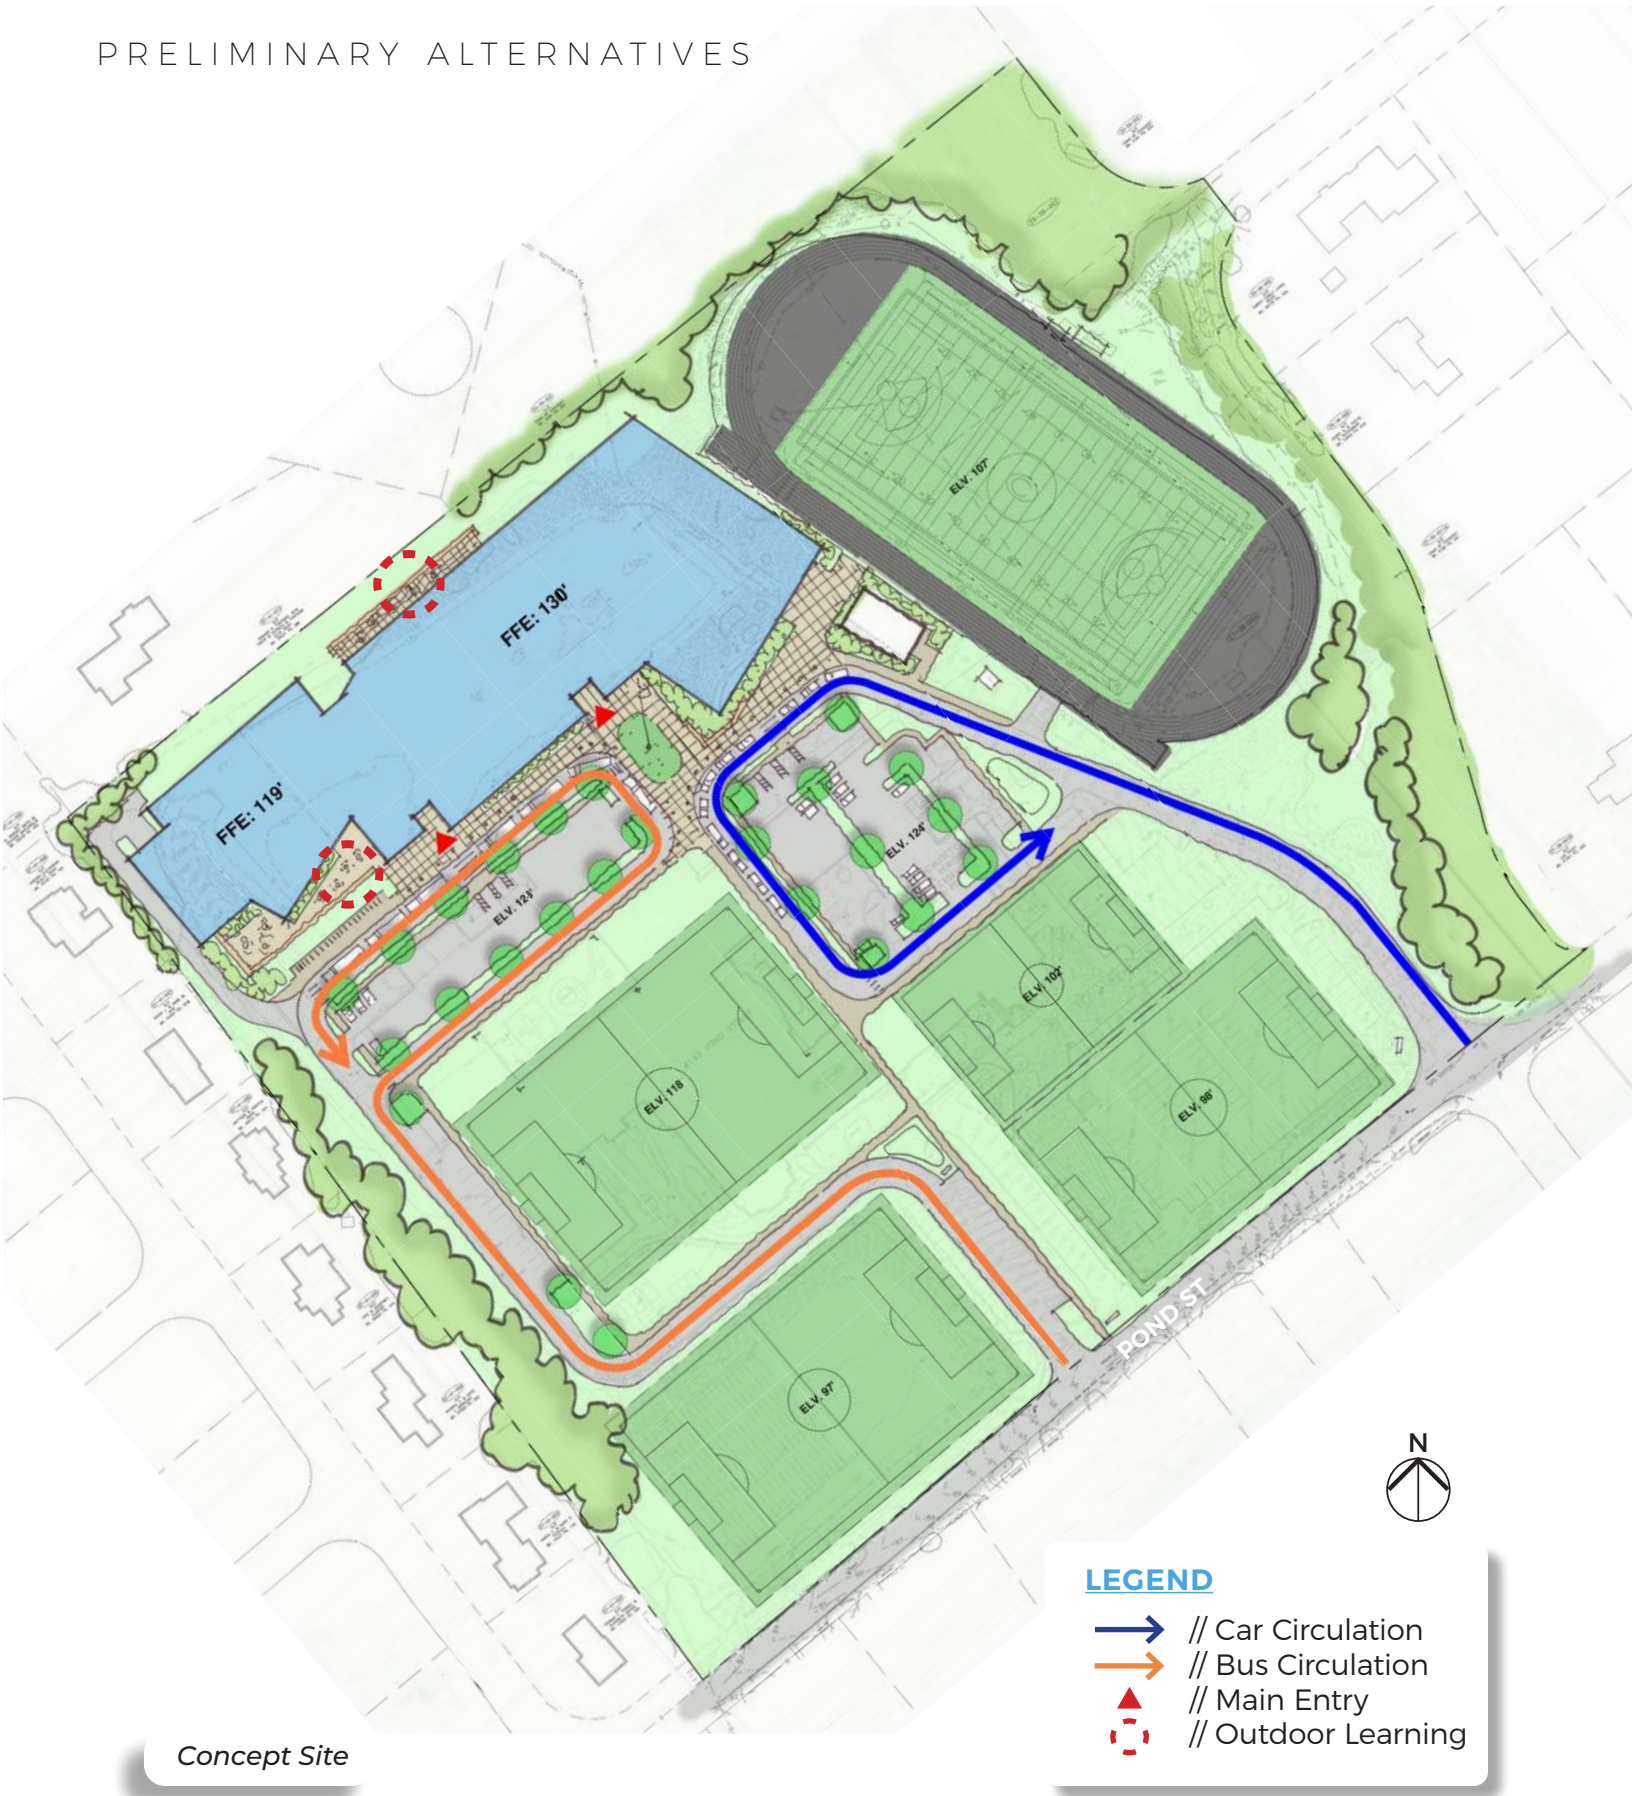 PRELIMINARY ALTERNATIVES
ELV. 107'
FFE: 130'
FFE: 119'
ELV. 124'
ELV. 124'
ELV. 102'
ELV. 118
ELV. 98'
POND ST
ELV. 97'
N
LEGEND
// Car Circulation
// Bus Circulation
// Main Entry
// Outdoor Learning
Concept Site